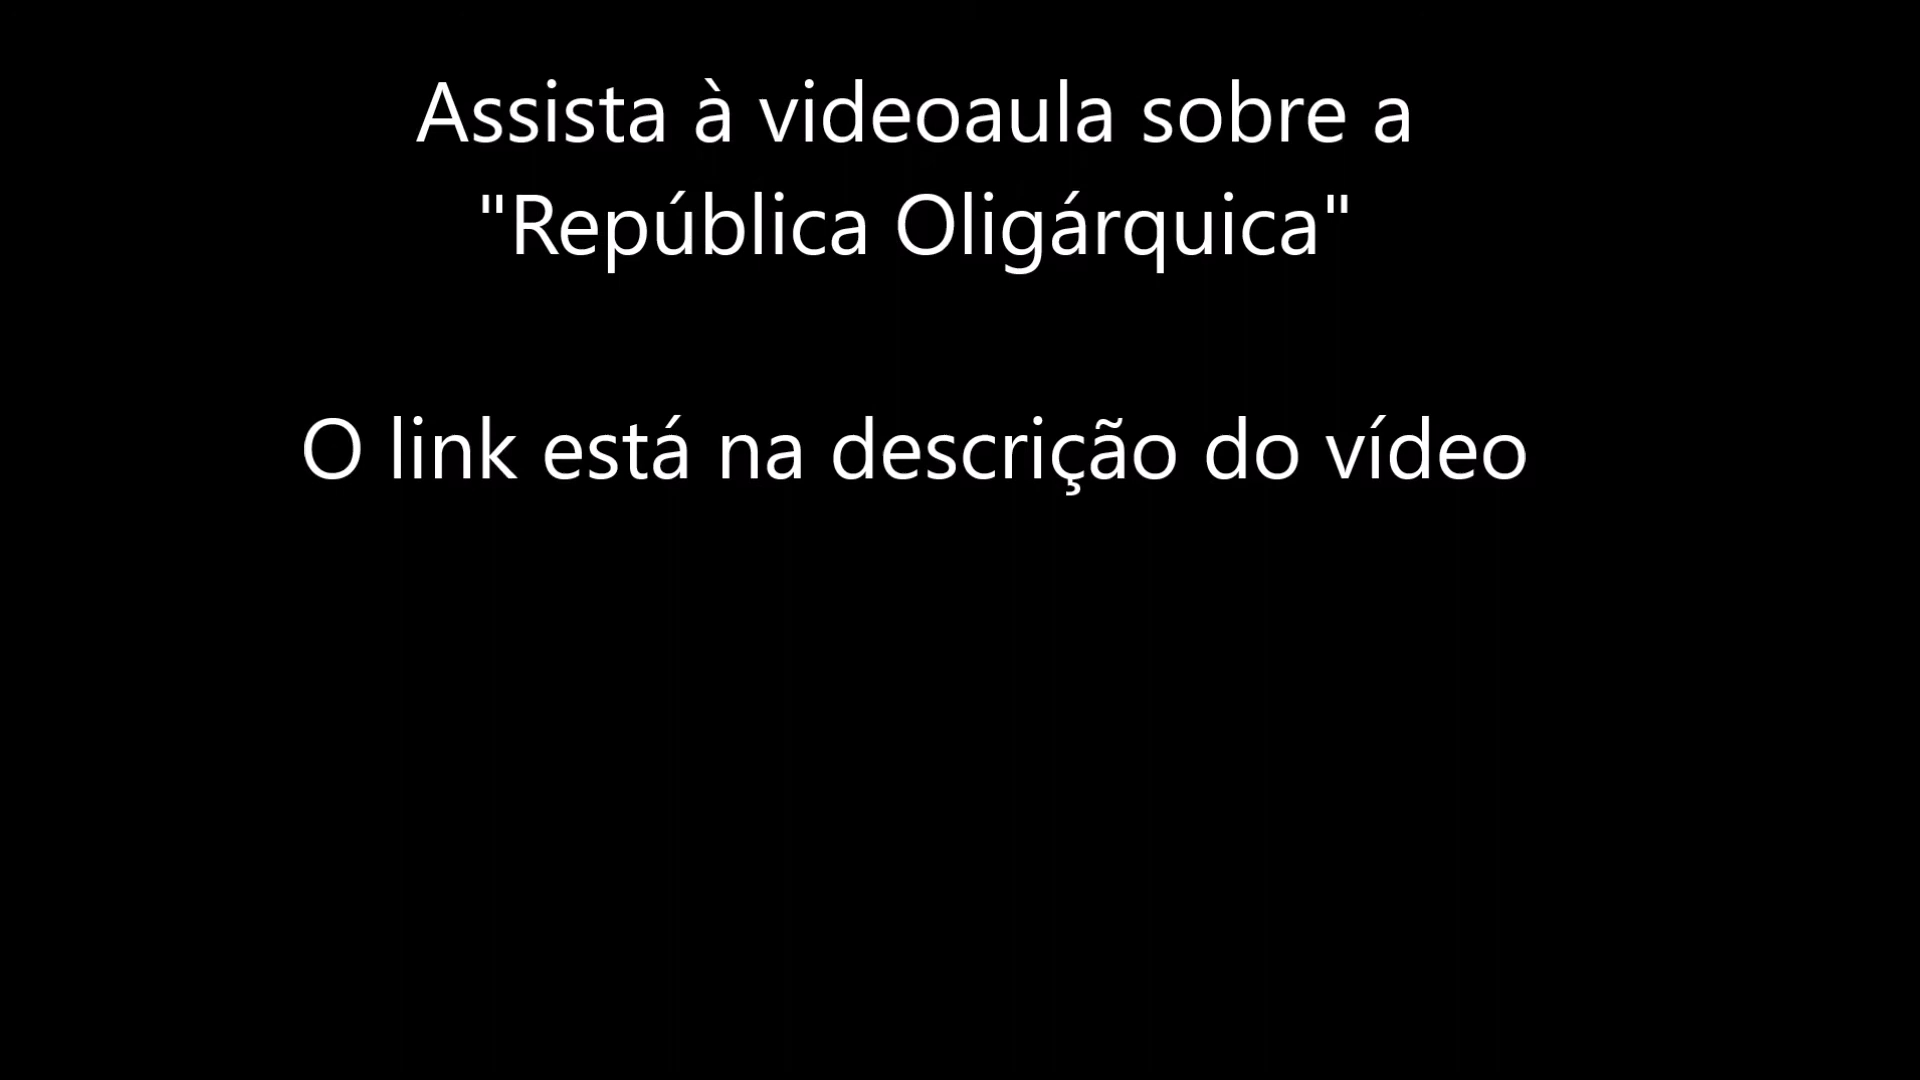 Assista à videoaula sobre a
"República Oligárquica"
O link está na descrição do vídeo